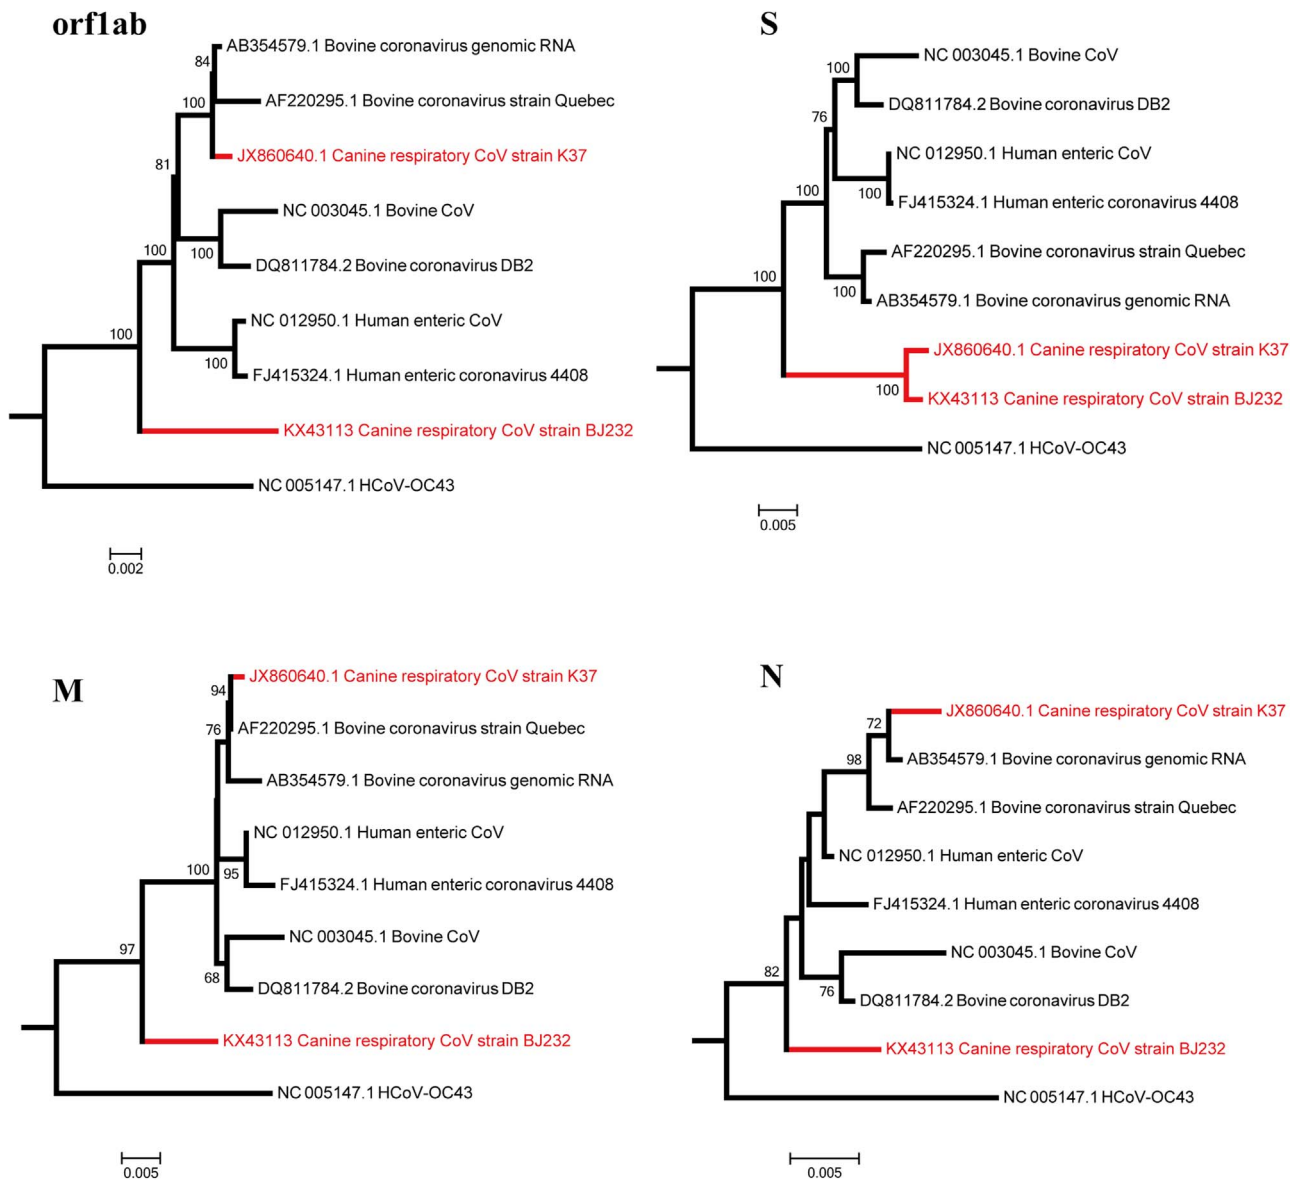 orf1ab
84
100
81
100
100
100
100
AB354579.1 Bovine coronavirus genomic RNA
AF220295.1 Bovine coronavirus strain Quebec
JX860640.1 Canine respiratory CoV strain K37
NC 003045.1 Bovine CoV
DQ811784.2 Bovine coronavirus DB2
NC 012950.1 Human enteric CoV
FJ415324.1 Human enteric coronavirus 4408
KX43113 Canine respiratory CoV strain BJ232
NC 005147.1 HCoV-OC43
0.002
S
100
76
100
100
100
100
100
NC 003045.1 Bovine CoV
DQ811784.2 Bovine coronavirus DB2
NC 012950.1 Human enteric CoV
FJ415324.1 Human enteric coronavirus 4408
AF220295.1 Bovine coronavirus strain Quebec
AB354579.1 Bovine coronavirus genomic RNA
JX860640.1 Canine respiratory CoV strain K37
KX43113 Canine respiratory CoV strain BJ232
NC 005147.1 HCoV-OC43
0.005
M
94
76
100
95
97
68
JX860640.1 Canine respiratory CoV strain K37
AF220295.1 Bovine coronavirus strain Quebec
AB354579.1 Bovine coronavirus genomic RNA
NC 012950.1 Human enteric CoV
FJ415324.1 Human enteric coronavirus 4408
NC 003045.1 Bovine CoV
DQ811784.2 Bovine coronavirus DB2
KX43113 Canine respiratory CoV strain BJ232
NC 005147.1 HCoV-OC43
0.005
N
72
98
82
76
JX860640.1 Canine respiratory CoV strain K37
AB354579.1 Bovine coronavirus genomic RNA
AF220295.1 Bovine coronavirus strain Quebec
NC 012950.1 Human enteric CoV
FJ415324.1 Human enteric coronavirus 4408
NC 003045.1 Bovine CoV
DQ811784.2 Bovine coronavirus DB2
KX43113 Canine respiratory CoV strain BJ232
NC 005147.1 HCoV-OC43
0.005